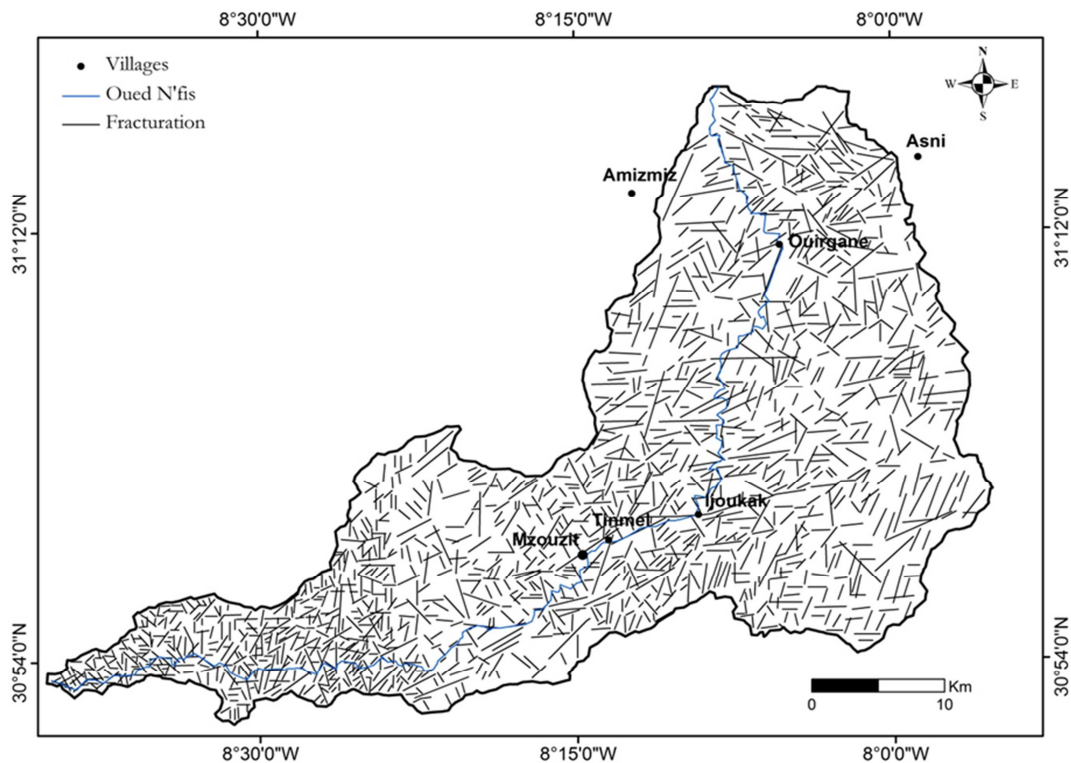 8°30'0"W
8°15'0"W
8°0'0"W
Villages
Oued N'fis
Fracturation
N
W
E
S
Asni
Amizmiz
31°12'0"N
31°12'0"N
Ouirgane
Ijoukak
Tinmel
Mzouzit
30°54'0"N
30°54'0"N
Km
0
10
8°30'0"W
8°15'0"W
8°0'0"W